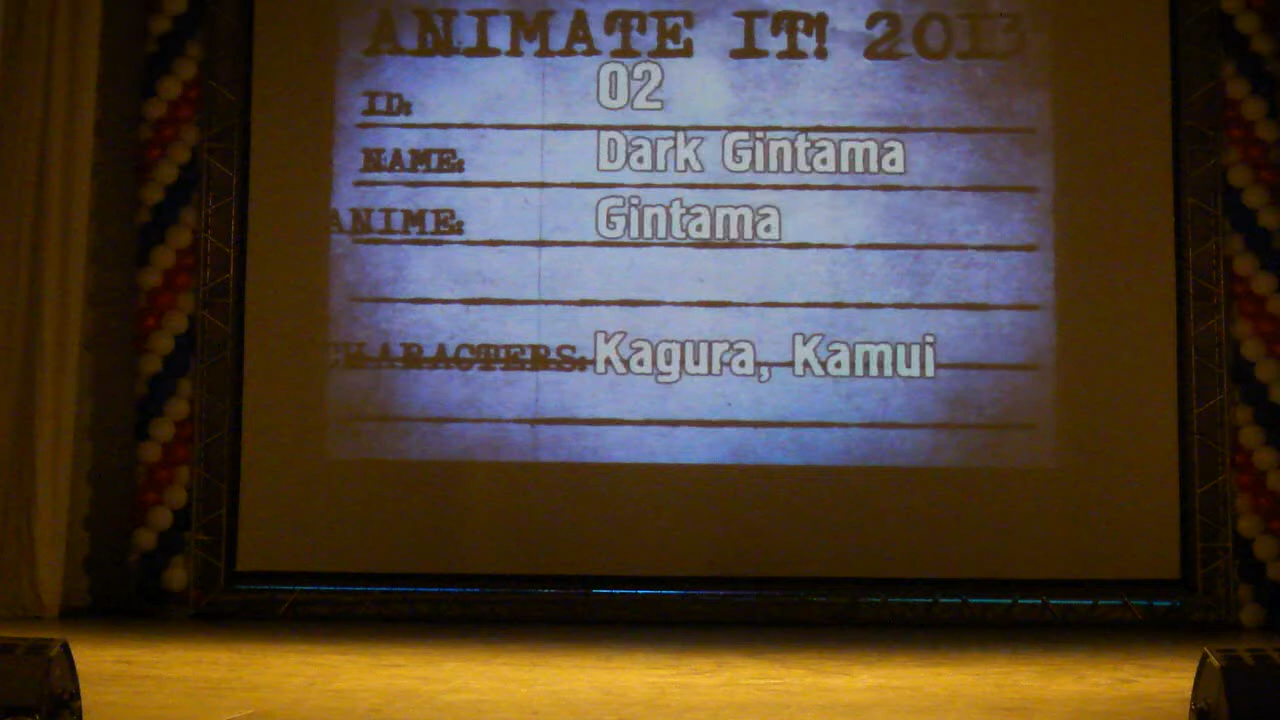 ANIMATE IT! 2013
ID: 02
NAME: Dark Gintama
ANIME: Gintama
CHARACTERS: Kagura, Kamui